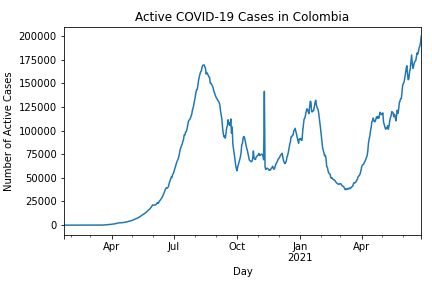 Active COVID-19 Cases in Colombia
Number of Active Cases
200000
175000
150000
125000
100000
75000
50000
25000
0
Apr Jul Oct Jan Apr
2021
Day